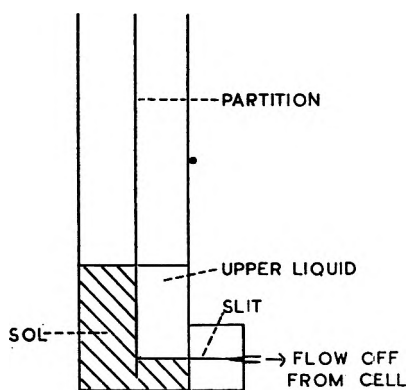 PARTITION
UPPER LIQUID
SLIT
SOL
FLOW OFF
FROM CELL